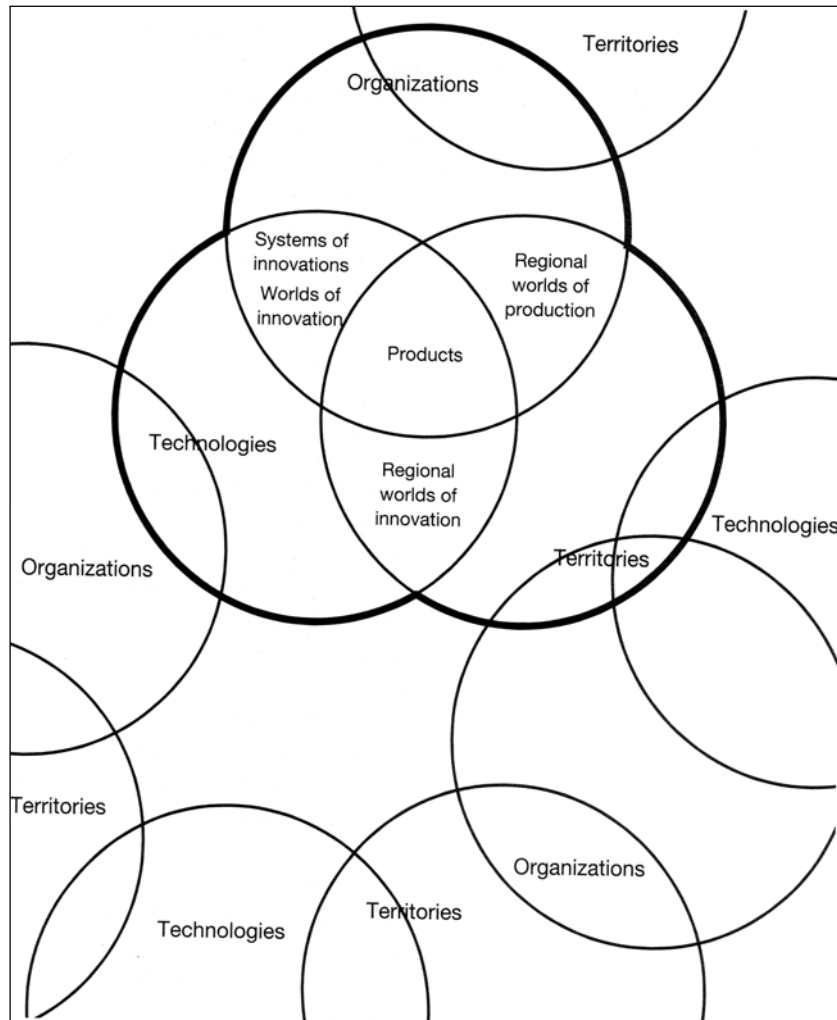 Territories
Organizations
Systems of
innovations
Worlds of
innovation
Regional
worlds of
production
Products
Technologies
Regional
worlds of
innovation
Technologies
Territories
Organizations
Territories
Organizations
Territories
Technologies